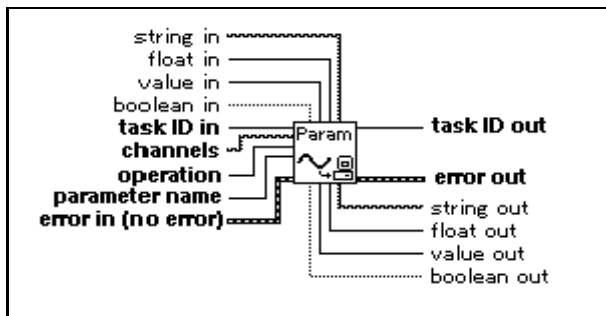 string in
float in
value in
boolean in
task ID in
channels
operation
parameter name
error in (no error)
Param
task ID out
error out
string out
float out
value out
boolean out